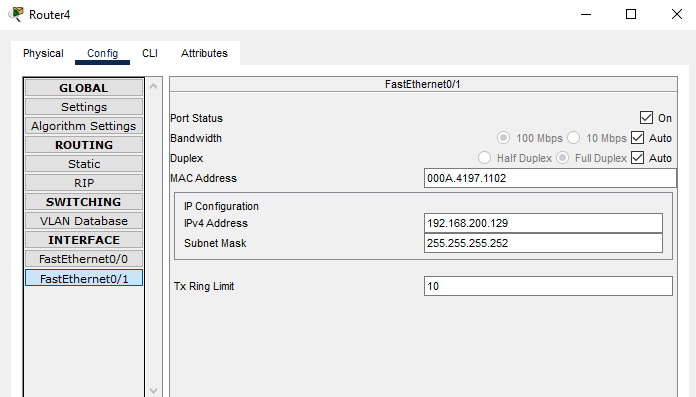 Router4
Physical Config CLI Attributes
GLOBAL
Settings
Algorithm Settings
ROUTING
Static
RIP
SWITCHING
VLAN Database
INTERFACE
FastEthernet0/0
FastEthernet0/1
FastEthernet0/1
Port Status On
Bandwidth 100 Mbps 10 Mbps Auto
Duplex Half Duplex Full Duplex Auto
MAC Address 000A.4197.1102
IP Configuration
IPv4 Address 192.168.200.129
Subnet Mask 255.255.255.252
Tx Ring Limit 10